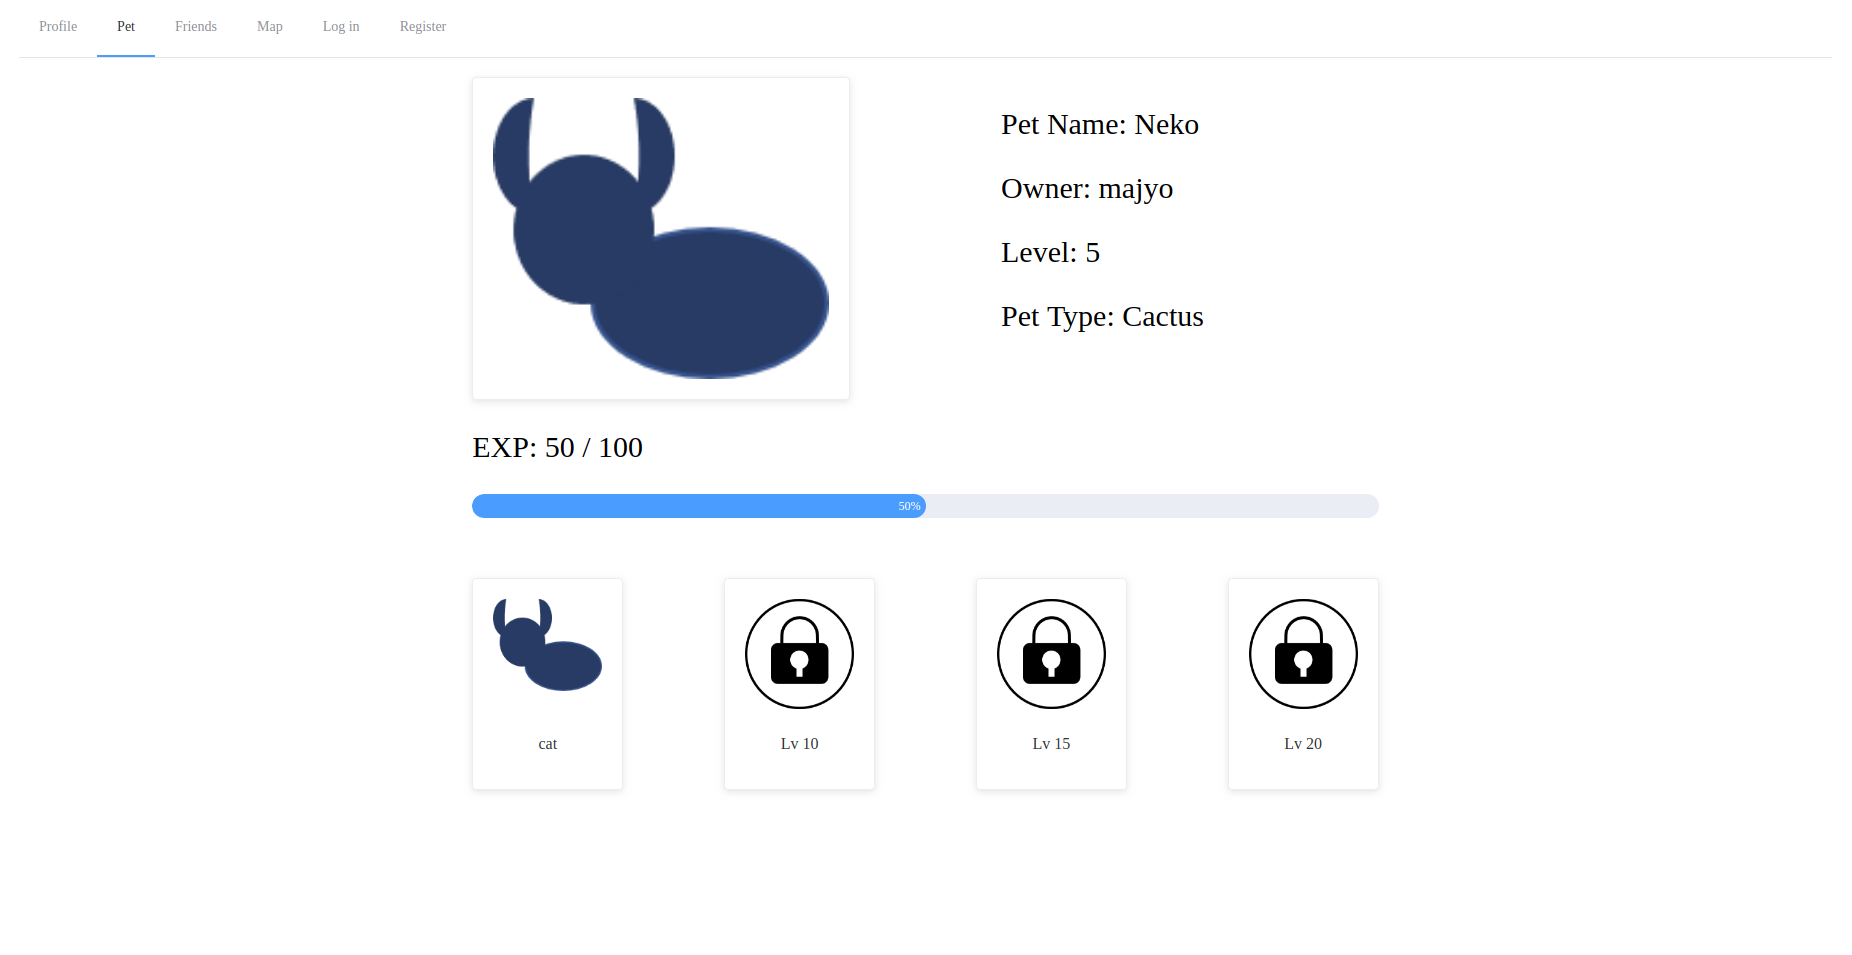 Profile Pet Friends Map Log in Register
Pet Name: Neko
Owner: majyo
Level: 5
Pet Type: Cactus
EXP: 50 / 100
50%
cat Lv 10 Lv 15 Lv 20